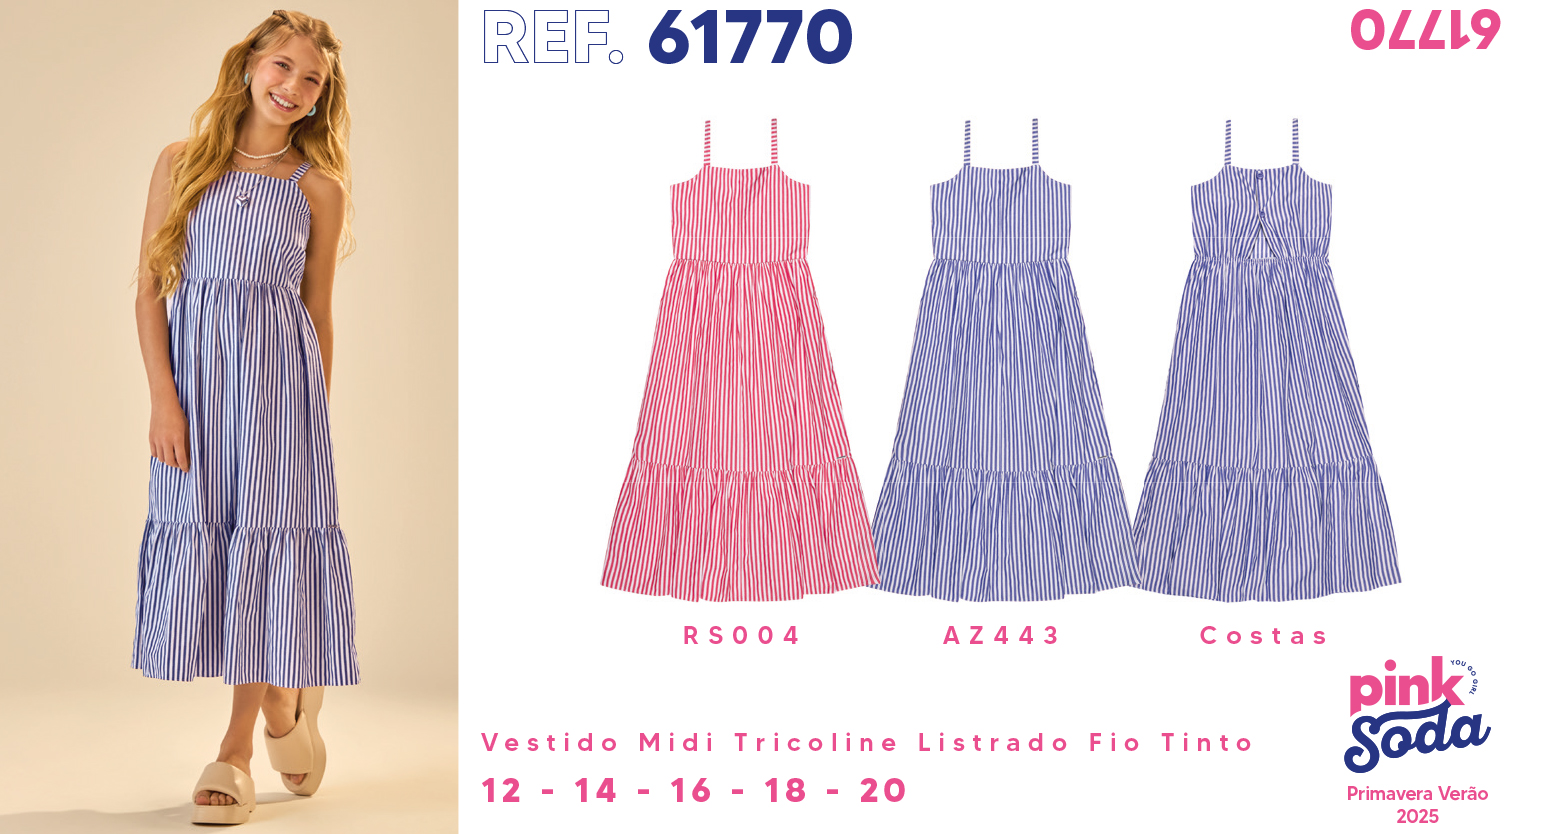 REF. 61770
61770
RS004
AZ443
Costas
Vestido Midi Tricoline Listrado Fio Tinto
12 - 14 - 16 - 18 - 20
pink
YOU GO GIRL
Soda
Primavera Verão
2025